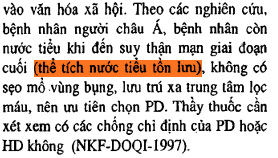 vào văn hóa xã hội. Theo các nghiên cứu,
bệnh nhân người châu Á, bệnh nhân còn
nước tiểu khi đến suy thận mạn giai đoạn
cuối (thể tích nước tiểu tồn lưu), không có
sẹo mổ vùng bụng, lưu trú xa trung tâm lọc
máu, nên ưu tiên chọn PD. Thầy thuốc cần
xét xem có các chống chỉ định của PD hoặc
HD không (NKF-DOQI-1997).